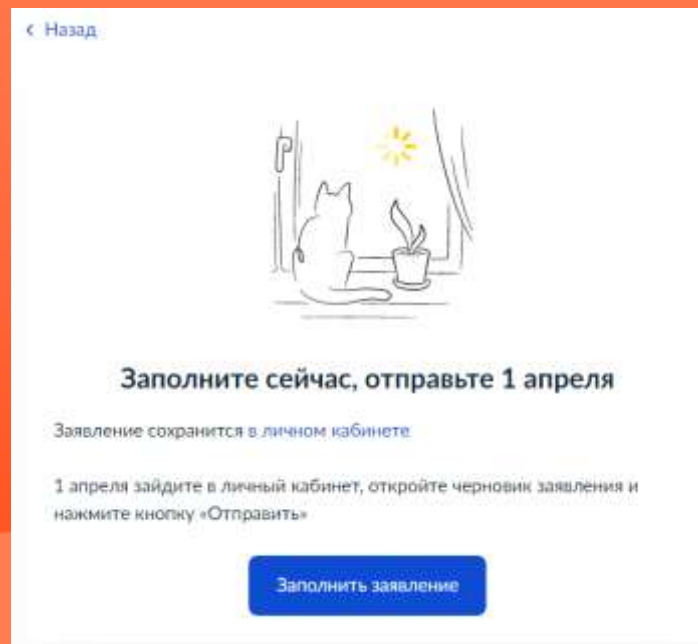 ‹ Назад
Заполните сейчас, отправьте 1 апреля
Заявление сохранится в личном кабинете
1 апреля зайдите в личный кабинет, откройте черновик заявления и
нажмите кнопку «Отправить»
Заполнить заявление